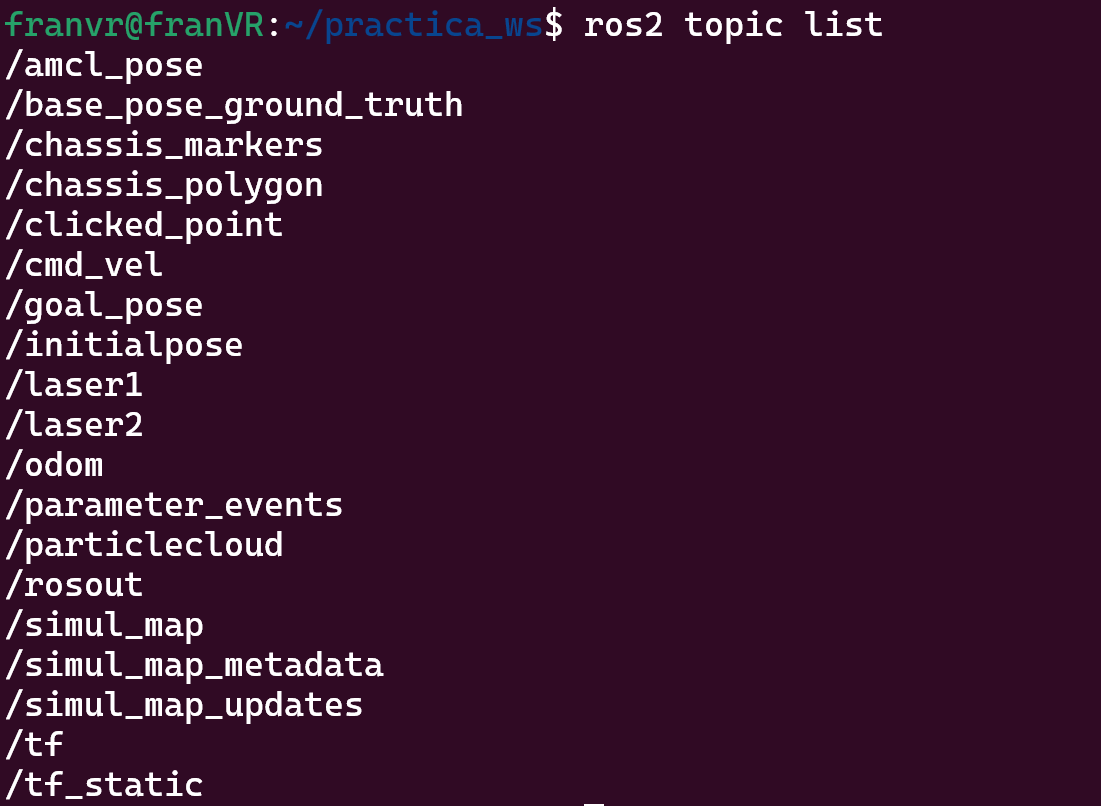 franvr@franVR:~/practica_ws$ ros2 topic list
/amcl_pose
/base_pose_ground_truth
/chassis_markers
/chassis_polygon
/clicked_point
/cmd_vel
/goal_pose
/initialpose
/laser1
/laser2
/odom
/parameter_events
/particlecloud
/rosout
/simul_map
/simul_map_metadata
/simul_map_updates
/tf
/tf_static